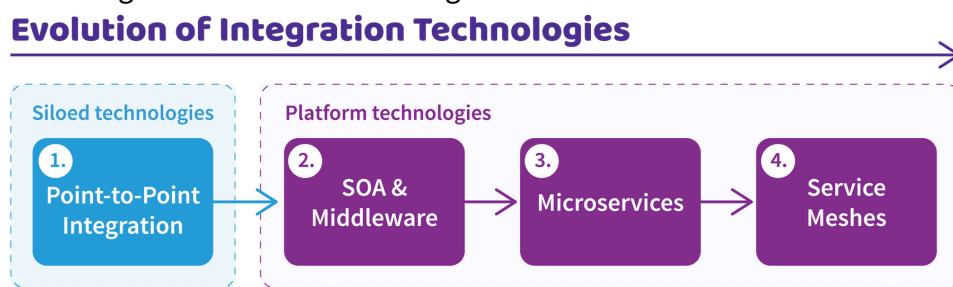 Evolution of Integration Technologies
Siloed technologies
Platform technologies
1.
Point-to-Point
Integration
2.
SOA &
Middleware
3.
Microservices
4.
Service
Meshes